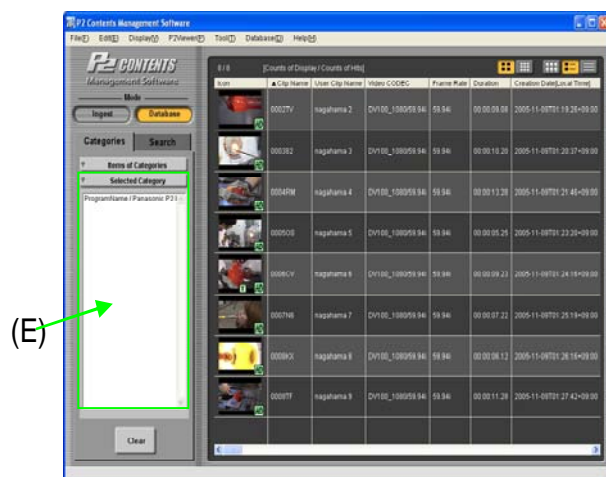 P2 Contents Management Software
File(F) Edit(E) Display(V) P2Viewer(P) Tool(T) Database(D) Help(H)
P2 CONTENTS
Management Software
Mode
Ingest Database
Categories Search
Items of Categories
Selected Category
ProgramName / Panasonic P3 I
(E)
Clear
8 / 8 [Counts of Display / Counts of Hits]
Icon ▲Clip Name User Clip Name Video CODEC Frame Rate Duration Creation Date[Local Time]
0002TV nagahama 2 DV100_1080/59.94i 59.94i 00:00:09.08 2005-11-09T01:19:26+09:00
000392 nagahama 3 DV100_1080/59.94i 59.94i 00:00:10.20 2005-11-09T01:20:37+09:00
0004RM nagahama 4 DV100_1080/59.94i 59.94i 00:00:13.28 2005-11-09T01:21:46+09:00
nagahama 5 DV100_1080/59.94i 59.94i 00:00:05.25 2005-11-09T01:23:20+09:00
0006CV nagahama 6 DV100_1080/59.94i 59.94i 00:00:09.23 2005-11-09T01:24:16+09:00
nagahama 7 DV100_1080/59.94i 59.94i 00:00:07.22 2005-11-09T01:25:19+09:00
0008KX nagahama 8 DV100_1080/59.94i 59.94i 00:00:06.12 2005-11-09T01:26:16+09:00
0009TF nagahama 9 DV100_1080/59.94i 59.94i 00:00:11.28 2005-11-09T01:27:42+09:00